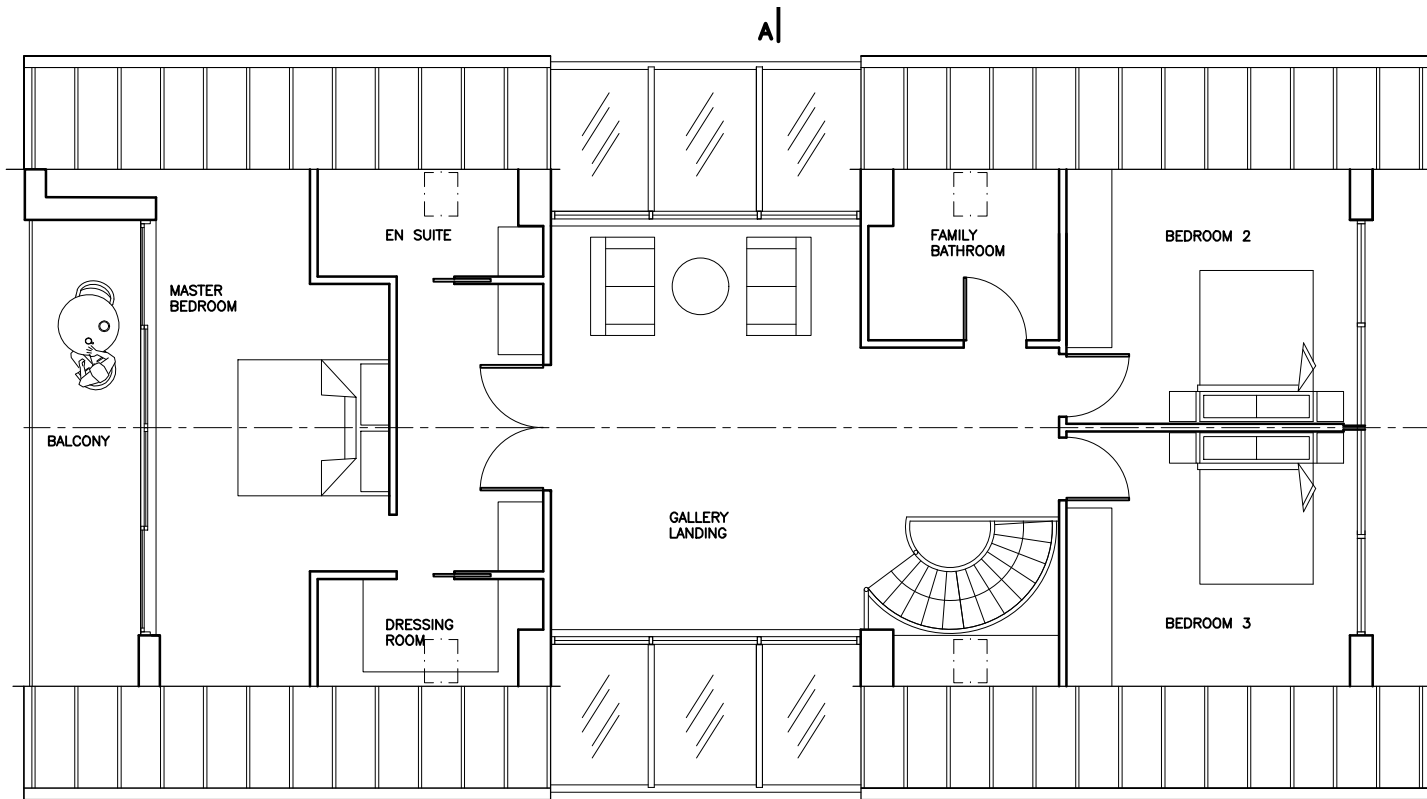 A
EN SUITE
FAMILY
BATHROOM
BEDROOM 2
MASTER
BEDROOM
BALCONY
GALLERY
LANDING
DRESSING
ROOM
BEDROOM 3